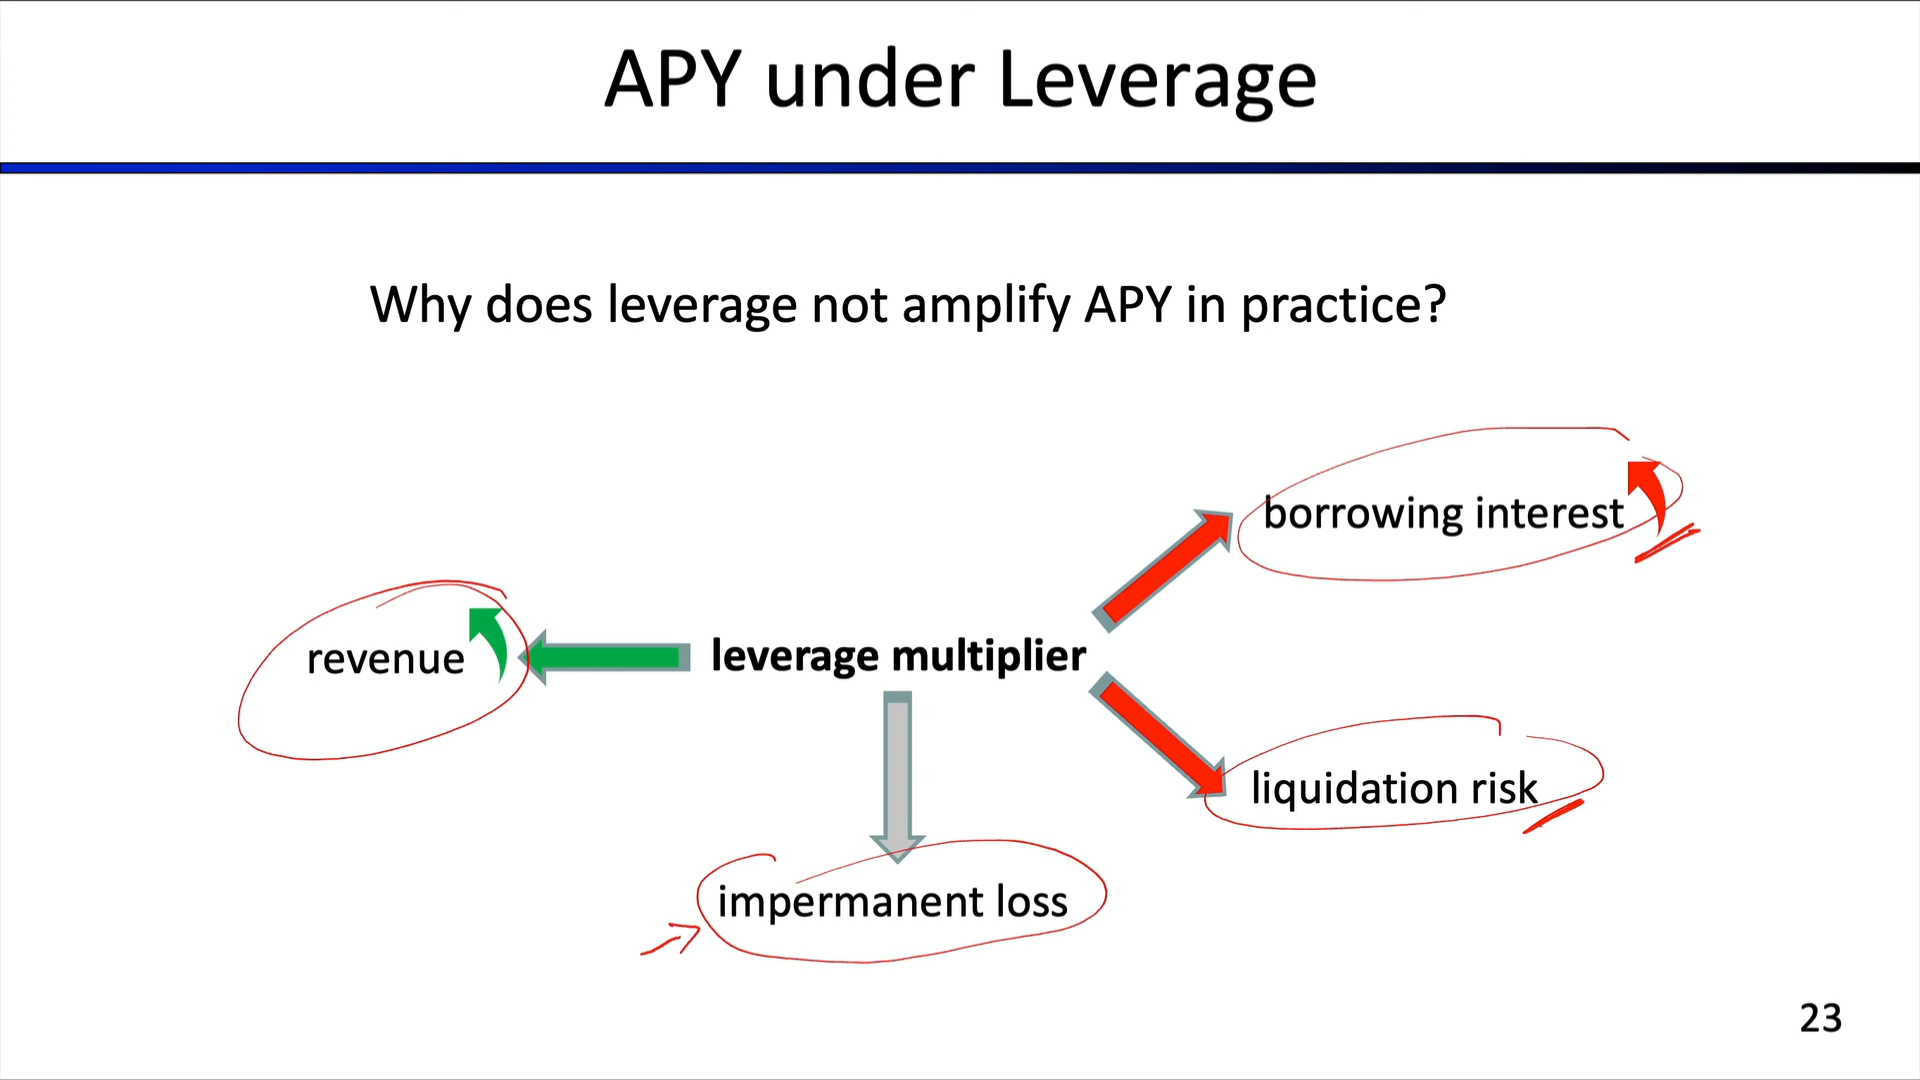 APY under Leverage
Why does leverage not amplify APY in practice?
borrowing interest
revenue
leverage multiplier
liquidation risk
impermanent loss
23